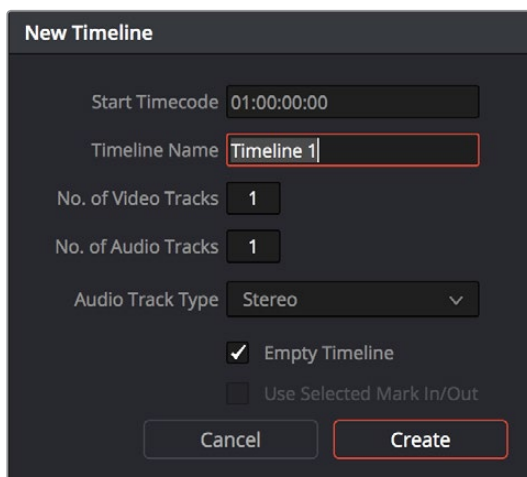 New Timeline
Start Timecode 01:00:00:00
Timeline Name Timeline 1
No. of Video Tracks 1
No. of Audio Tracks 1
Audio Track Type Stereo
Empty Timeline
Use Selected Mark In/Out
Cancel Create